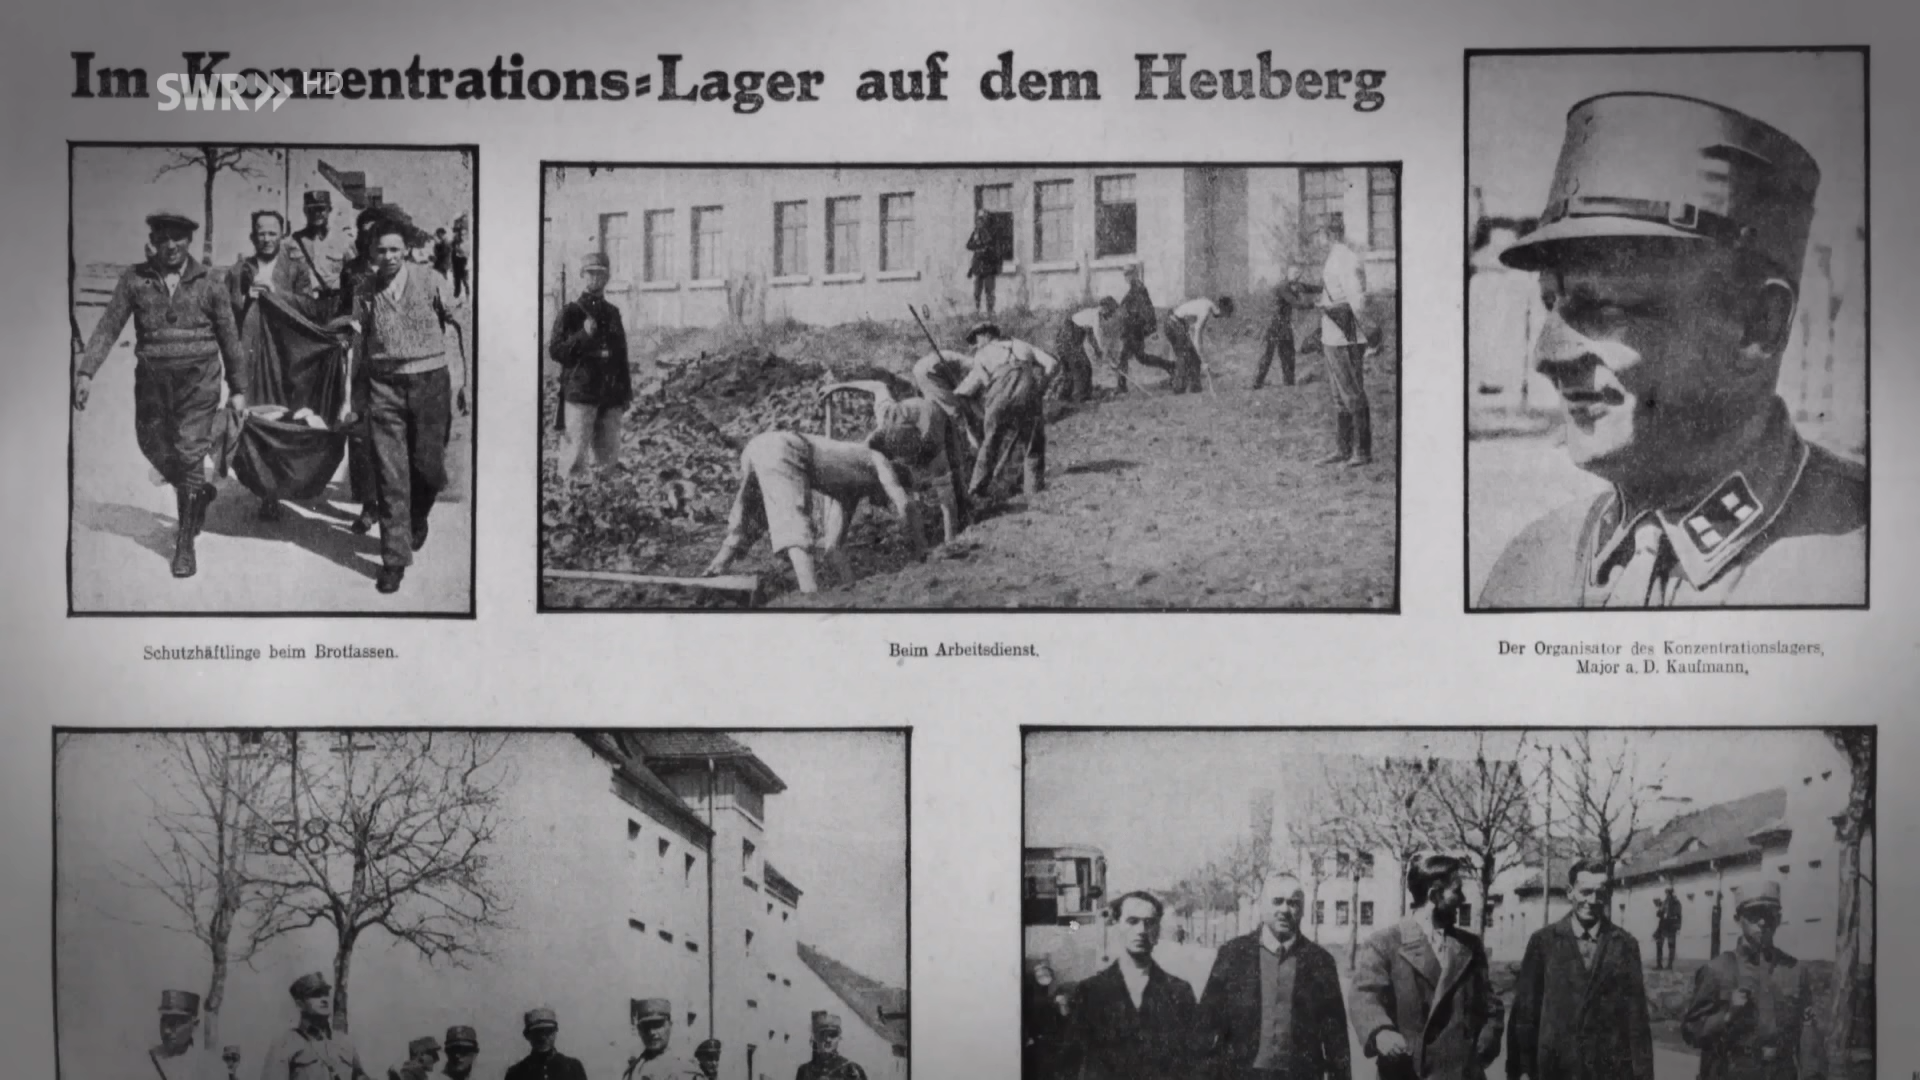 Im Konzentrations=Lager auf dem Heuberg
SWR HD
Schutzhäftlinge beim Brotfassen.
Beim Arbeitsdienst.
Der Organisator des Konzentrationslagers,
Major a. D. Kaufmann,
38